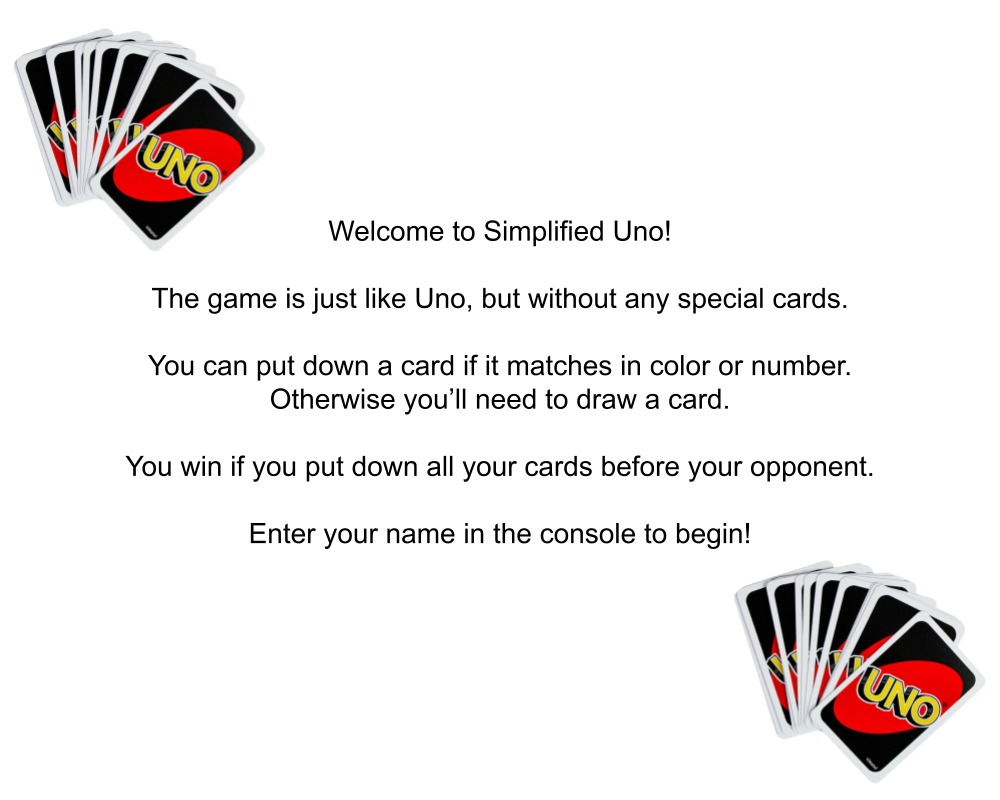 UNO
Welcome to Simplified Uno!
The game is just like Uno, but without any special cards.
You can put down a card if it matches in color or number.
Otherwise you’ll need to draw a card.
You win if you put down all your cards before your opponent.
Enter your name in the console to begin!
UNO